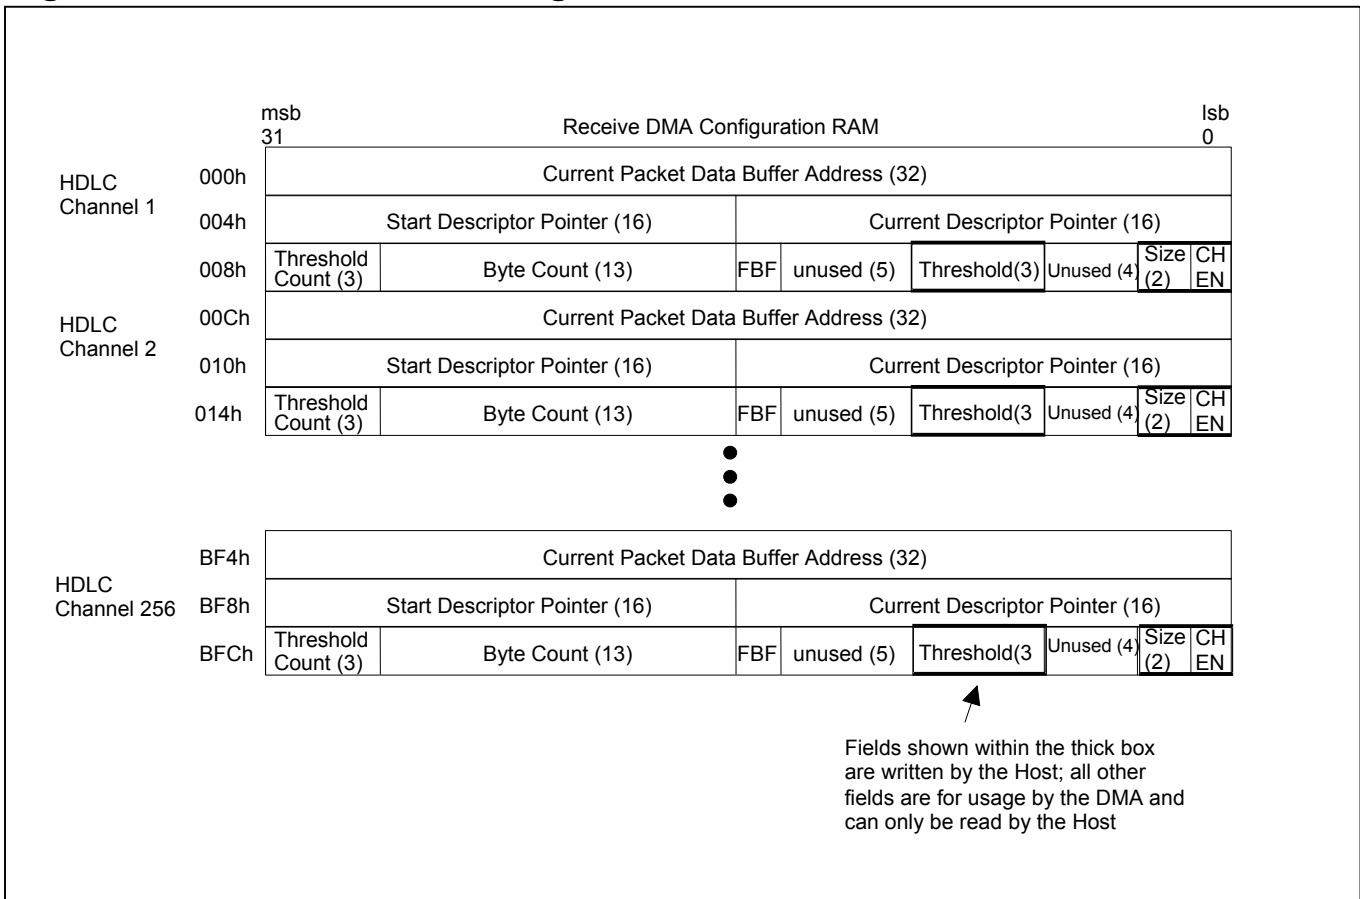 msb
31
Receive DMA Configuration RAM
lsb
0
HDLC
Channel 1
000h
Current Packet Data Buffer Address (32)
004h
Start Descriptor Pointer (16)
Current Descriptor Pointer (16)
008h
Threshold
Count (3)
Byte Count (13)
FBF
unused (5)
Threshold(3)
Unused (4)
Size
(2)
CH
EN
HDLC
Channel 2
00Ch
Current Packet Data Buffer Address (32)
010h
Start Descriptor Pointer (16)
Current Descriptor Pointer (16)
014h
Threshold
Count (3)
Byte Count (13)
FBF
unused (5)
Threshold(3
Unused (4)
Size
(2)
CH
EN
HDLC
Channel 256
BF4h
Current Packet Data Buffer Address (32)
BF8h
Start Descriptor Pointer (16)
Current Descriptor Pointer (16)
BFCh
Threshold
Count (3)
Byte Count (13)
FBF
unused (5)
Threshold(3
Unused (4)
Size
(2)
CH
EN
Fields shown within the thick box
are written by the Host; all other
fields are for usage by the DMA and
can only be read by the Host